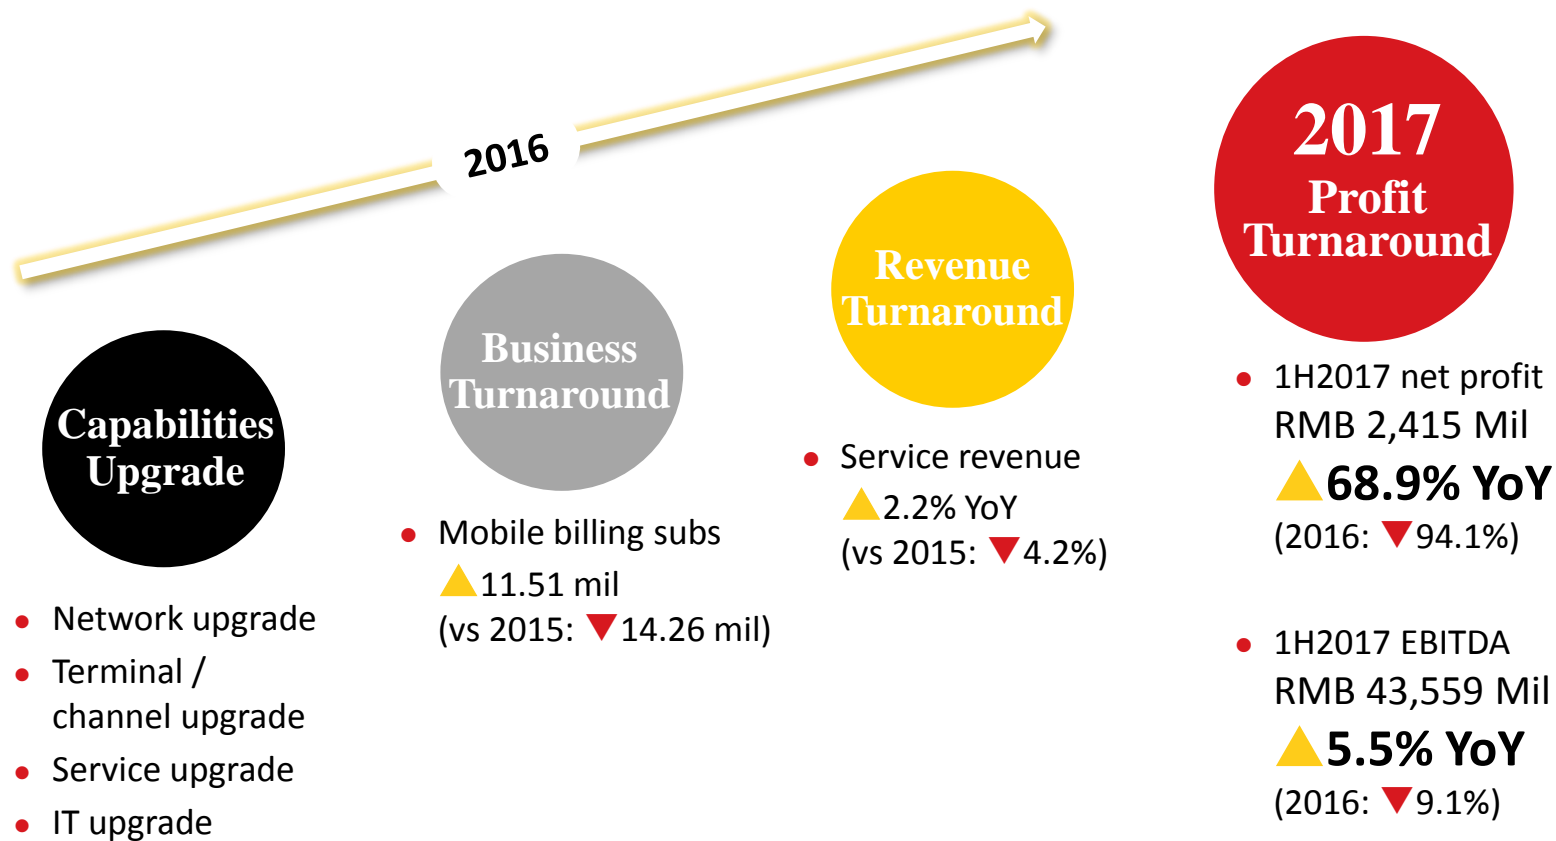 2016
Capabilities
Upgrade
● Network upgrade
● Terminal /
channel upgrade
● Service upgrade
● IT upgrade
Business
Turnaround
● Mobile billing subs
▲11.51 mil
(vs 2015: ▼14.26 mil)
Revenue
Turnaround
● Service revenue
▲2.2% YoY
(vs 2015: ▼4.2%)
2017
Profit
Turnaround
● 1H2017 net profit
RMB 2,415 Mil
▲68.9% YoY
(2016: ▼94.1%)
● 1H2017 EBITDA
RMB 43,559 Mil
▲5.5% YoY
(2016: ▼9.1%)